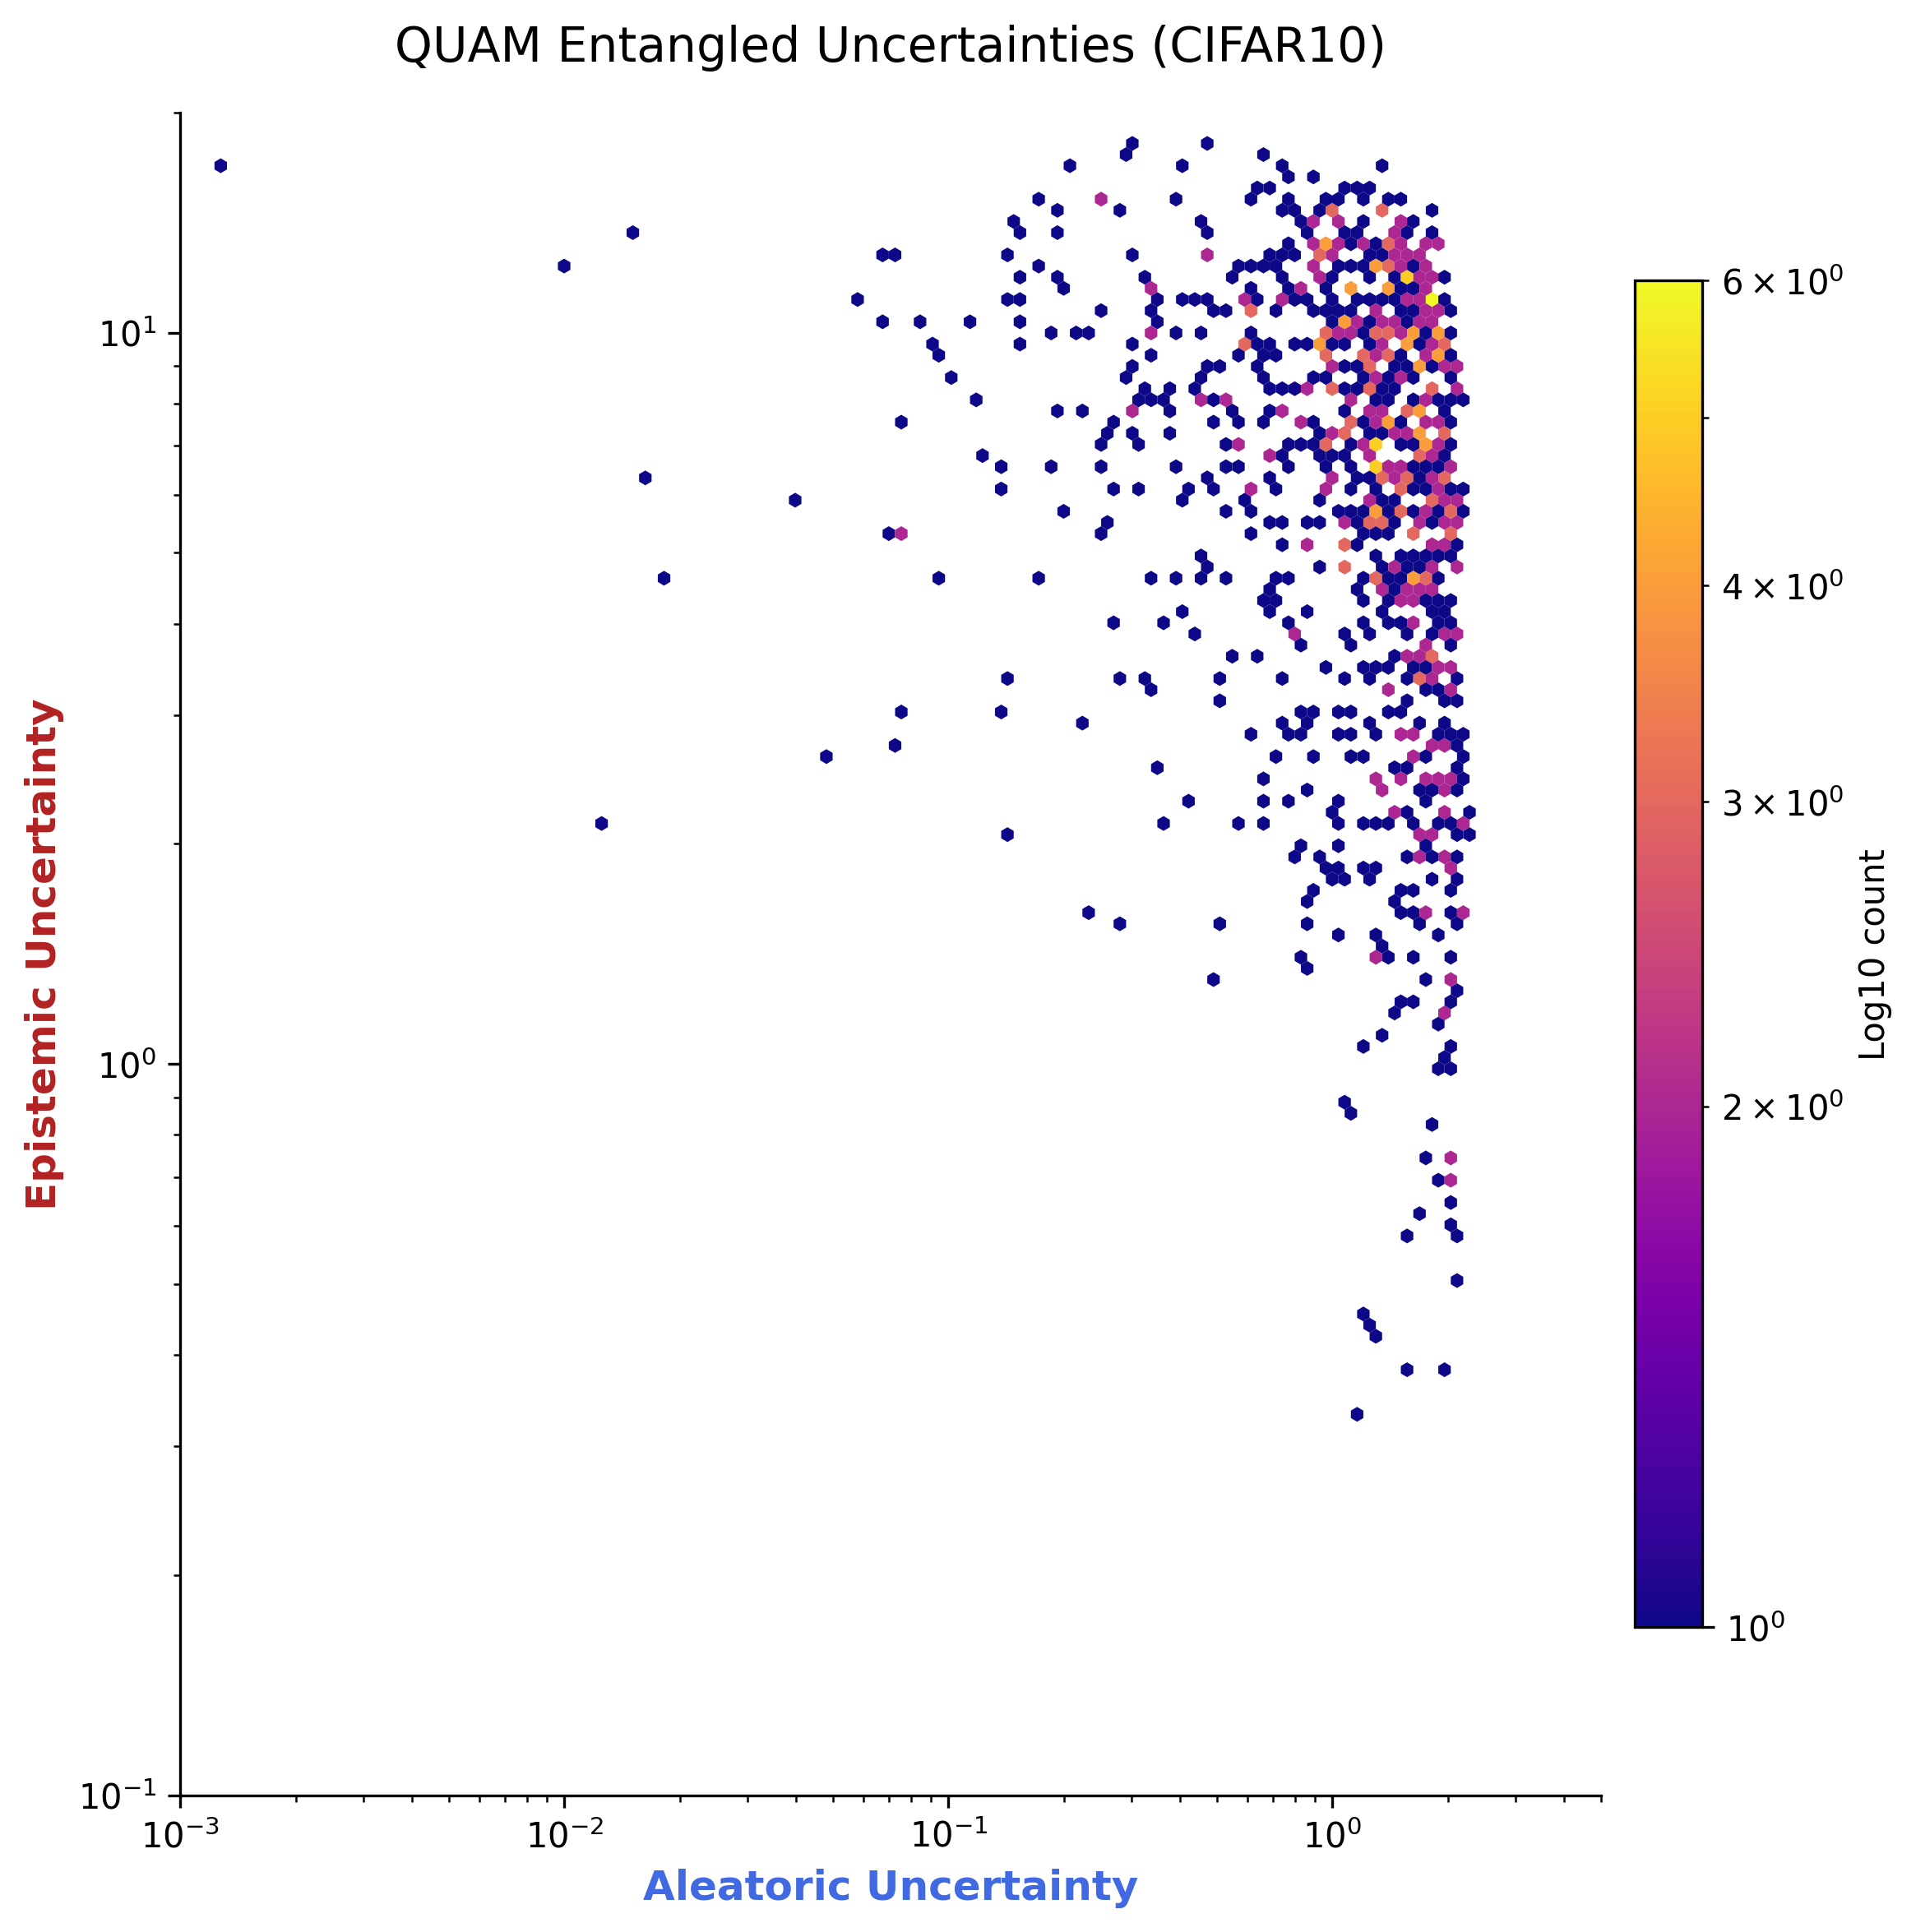 QUAM Entangled Uncertainties (CIFAR10)
Epistemic Uncertainty
10¹
10⁰
10⁻¹
10⁻³ 10⁻² 10⁻¹ 10⁰
Aleatoric Uncertainty
6 × 10⁰
4 × 10⁰
3 × 10⁰
2 × 10⁰
10⁰
Log10 count